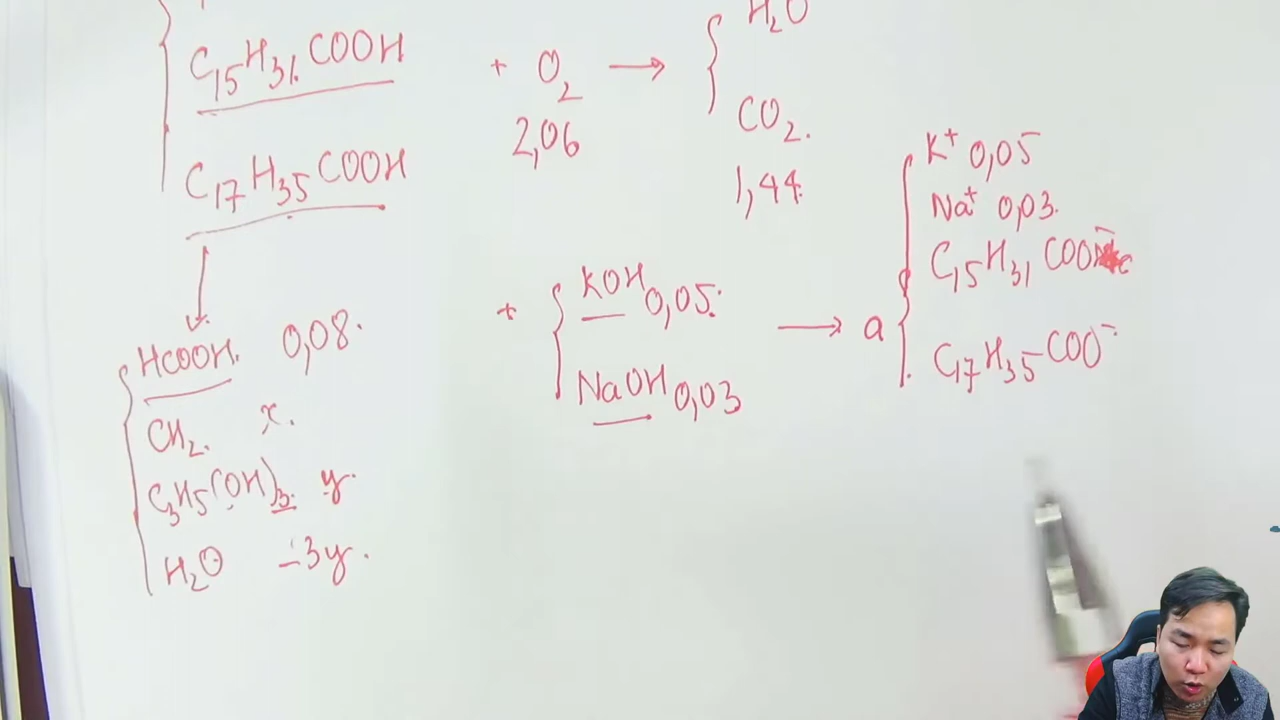 H₂O
C₁₅H₃₁COOH + O₂ → CO₂.
2,06 1,44.
C₁₇H₃₅COOH
K⁺ 0,05
Na⁺ 0,03.
C₁₅H₃₁COO⁻
+ KOH 0,05. → a
NaOH 0,03
C₁₇H₃₅COO⁻
HCOOH. 0,08.
CH₂. x.
C₃H₅(OH)₃. y.
H₂O -3y.